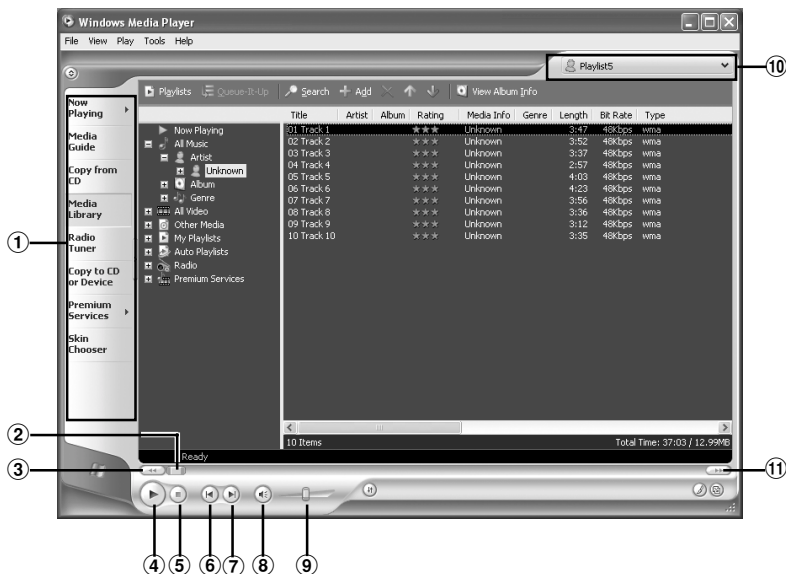 Windows Media Player
File View Play Tools Help
Playlist5
⑩
Playlists Queue-It-Up Search Add View Album Info
Title Artist Album Rating Media Info Genre Length Bit Rate Type
Now Playing
Media Guide
Copy from CD
Media Library
Radio Tuner
Copy to CD or Device
Premium Services
Skin Chooser
①
Now Playing
All Music
Artist
Unknown
Album
Genre
All Video
Other Media
My Playlists
Auto Playlists
Radio
Premium Services
01 Track 1 Unknown 3:47 48Kbps wma
02 Track 2 Unknown 3:52 48Kbps wma
03 Track 3 Unknown 3:37 48Kbps wma
04 Track 4 Unknown 2:57 48Kbps wma
05 Track 5 Unknown 4:03 48Kbps wma
06 Track 6 Unknown 4:23 48Kbps wma
07 Track 7 Unknown 3:56 48Kbps wma
08 Track 8 Unknown 3:36 48Kbps wma
09 Track 9 Unknown 3:12 48Kbps wma
10 Track 10 Unknown 3:35 48Kbps wma
10 Items Total Time: 37:03 / 12.99MB
Ready
②
③ ⑪
④ ⑤ ⑥ ⑦ ⑧ ⑨